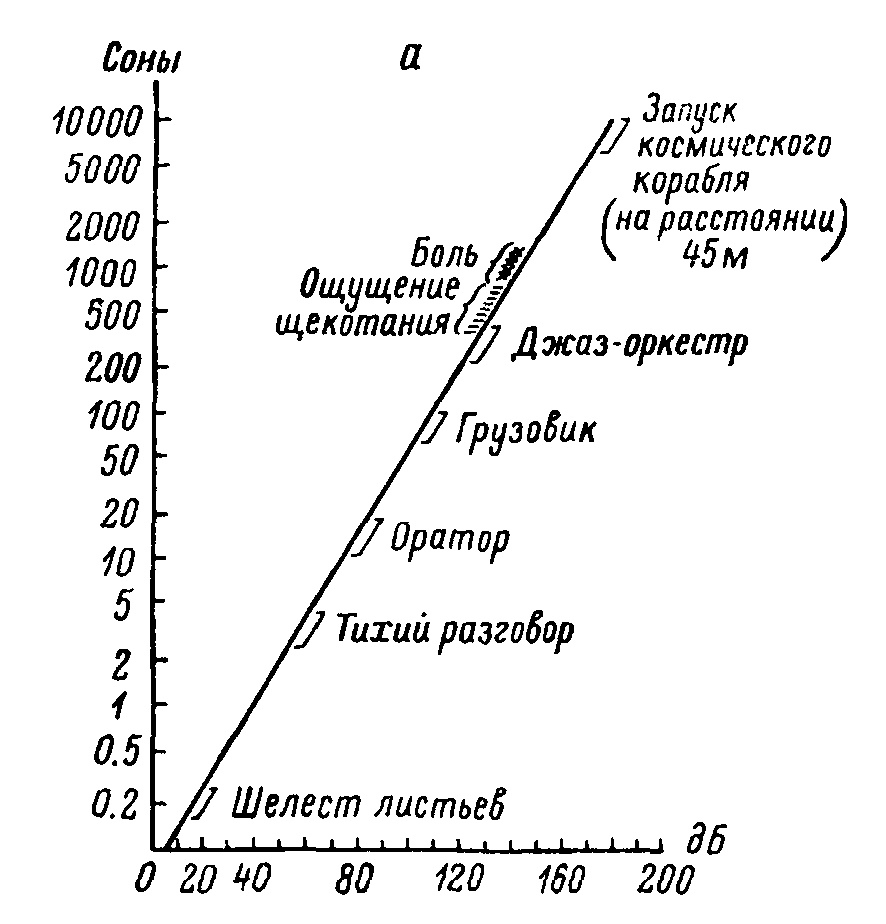 Соны
а
10000
5000
2000
1000
500
200
100
50
20
10
5
2
1
0.5
0.2
Запуск
космического
корабля
(на расстоянии)
45м
Боль
Ощущение
щекотания
Джаз-оркестр
Грузовик
Оратор
Тихий разговор
Шелест листьев
дБ
0 20 40 80 120 160 200